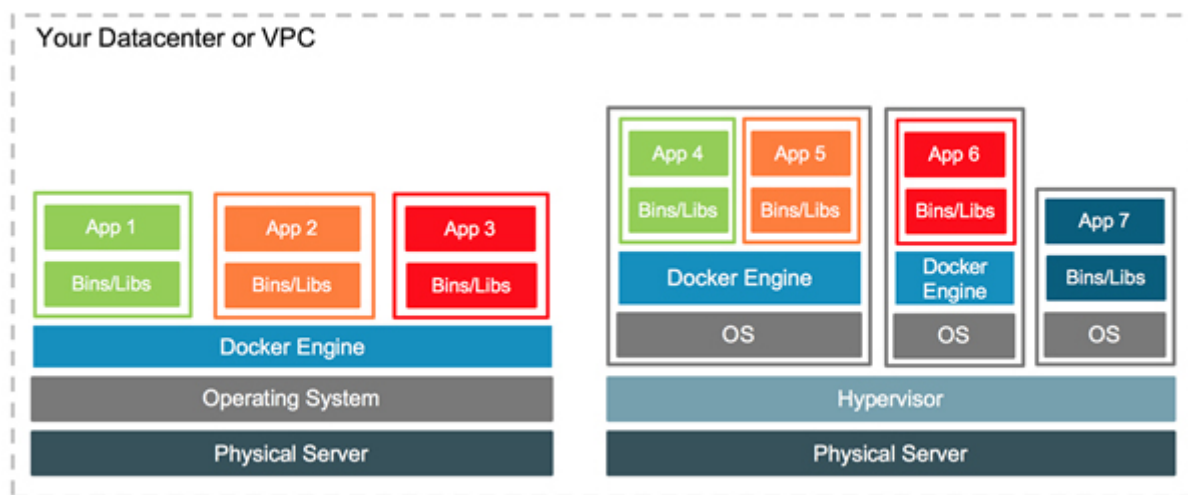 Your Datacenter or VPC
App 1
Bins/Libs
App 2
Bins/Libs
App 3
Bins/Libs
Docker Engine
Operating System
Physical Server
App 4
Bins/Libs
App 5
Bins/Libs
Docker Engine
OS
App 6
Bins/Libs
Docker
Engine
OS
App 7
Bins/Libs
OS
Hypervisor
Physical Server